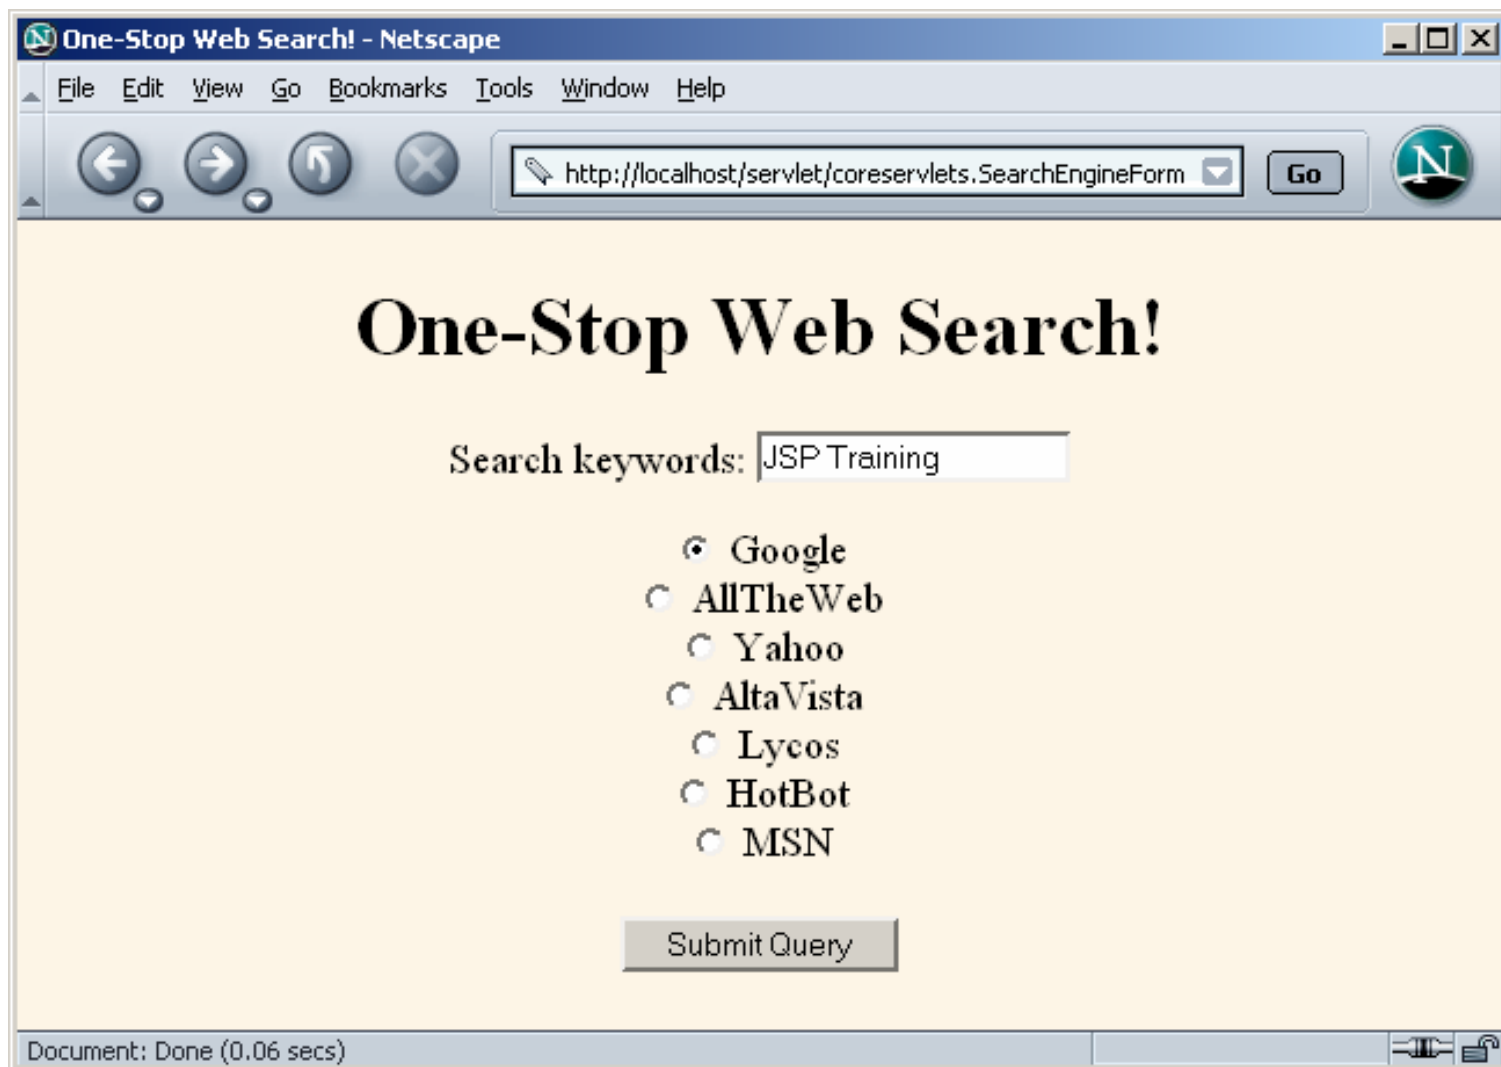 One-Stop Web Search! - Netscape
File Edit View Go Bookmarks Tools Window Help
http://localhost/servlet/coreservlets.SearchEngineForm Go N
One-Stop Web Search!
Search keywords: JSP Training
Google
AllTheWeb
Yahoo
AltaVista
Lycos
HotBot
MSN
Submit Query
Document: Done (0.06 secs)